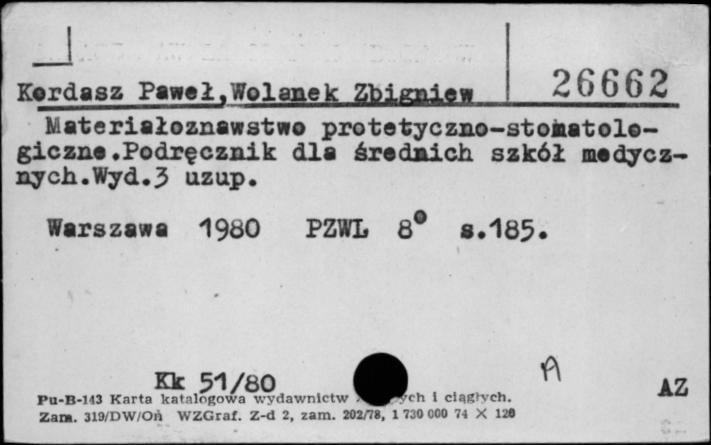 26662
Kordasz Paweł, Wolanek Zbigniew
Materiałoznawstwo protetyczno-stomatolo-
giczne.Podręcznik dla średnich szkół medycz-
nych.Wyd.3 uzup.
Warszawa 1980 PZWL 8° s.185.
Kk 51/80
A
AZ
Pu-B-143 Karta katalogowa wydawnictw i ciągłych.
Zam. 319/DW/Oń WZGraf. Z-d 2, zam. 202/78, 1 730 000 74 X 120